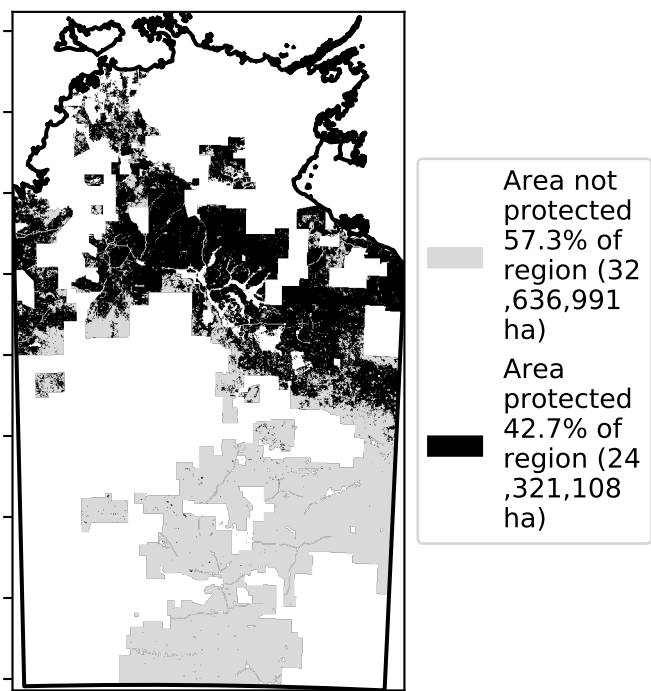 Area not
protected
57.3% of
region (32
,636,991
ha)
Area
protected
42.7% of
region (24
,321,108
ha)